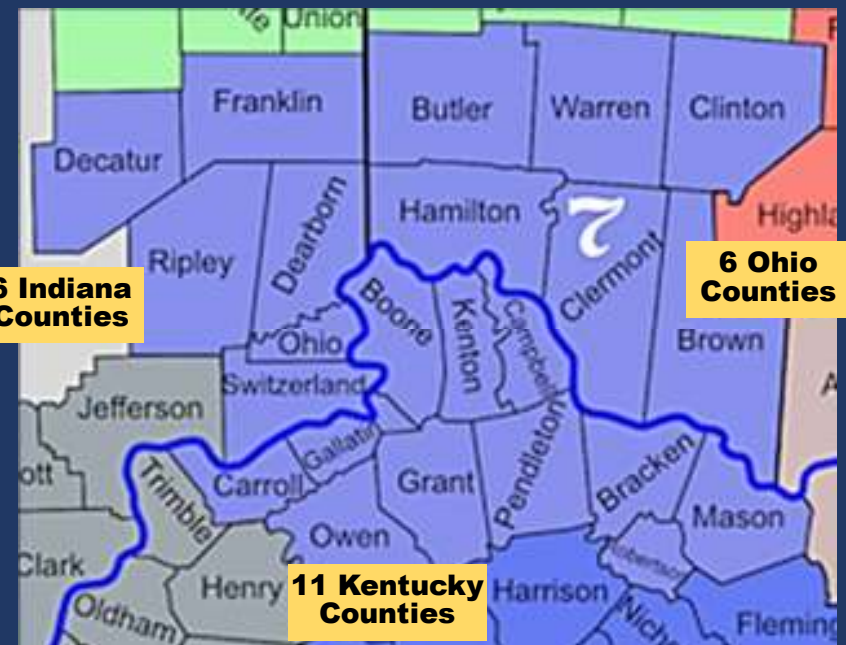 Union
Franklin
Butler
Warren
Clinton
Decatur
Hamilton
7
Dearborn
Ripley
Clermont
6 Ohio
Counties
6 Indiana
Counties
Boone
Kenton
Campbell
Ohio
Brown
Switzerland
Jefferson
Gallatin
Pendleton
Bracken
Carroll
Grant
Trimble
Mason
Owen
Robertson
Clark
Henry
11 Kentucky
Counties
Harrison
Oldham
Fleming